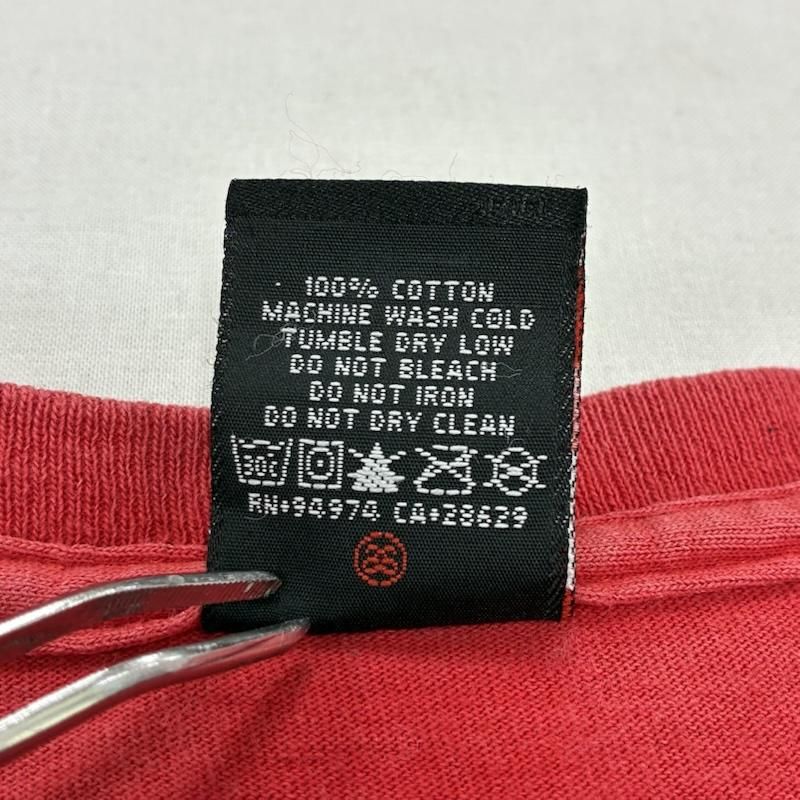 100% COTTON
MACHINE WASH COLD
TUMBLE DRY LOW
DO NOT BLEACH
DO NOT IRON
DO NOT DRY CLEAN
30C
RN•94974 CA•28629